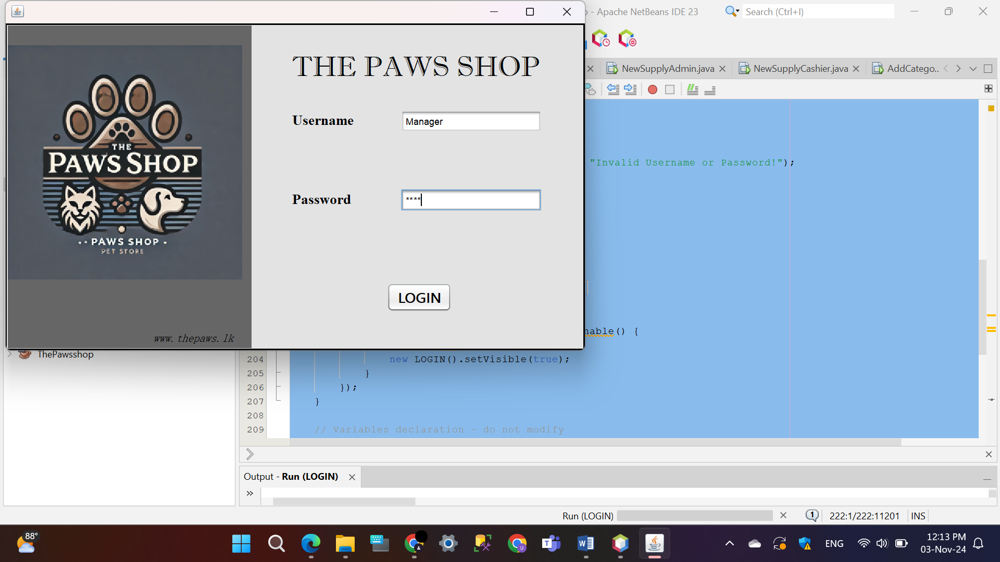 - Apache NetBeans IDE 23
Search (Ctrl+I)
THE PAWS SHOP
NewSupplyAdmin.java
NewSupplyCashier.java
AddCatego..
Username
Manager
THE
PAWS SHOP
"Invalid Username or Password!");
Password
****
PAWS SHOP
PET STORE
LOGIN
nable() {
www.thepaws.lk
ThePawsshop
204 new LOGIN().setVisible(true);
205 }
206 });
207 }
208
209 // Variables declaration - do not modify
Output - Run (LOGIN)
Run (LOGIN)
1
222:1/222:11201
INS
88°
ENG
12:13 PM
03-Nov-24